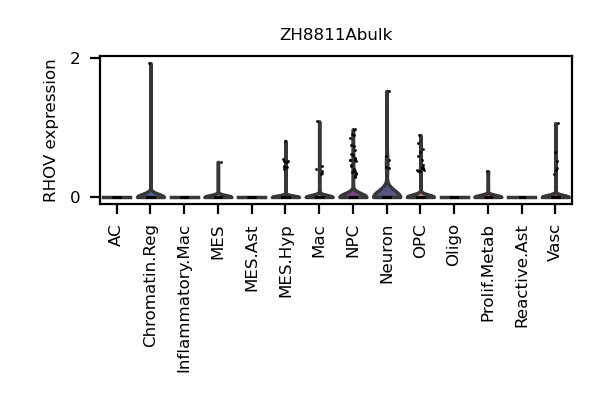 ZH8811Abulk
RHOV expression
2
0
AC
Chromatin.Reg
Inflammatory.Mac
MES
MES.Ast
MES.Hyp
Mac
NPC
Neuron
OPC
Oligo
Prolif.Metab
Reactive.Ast
Vasc